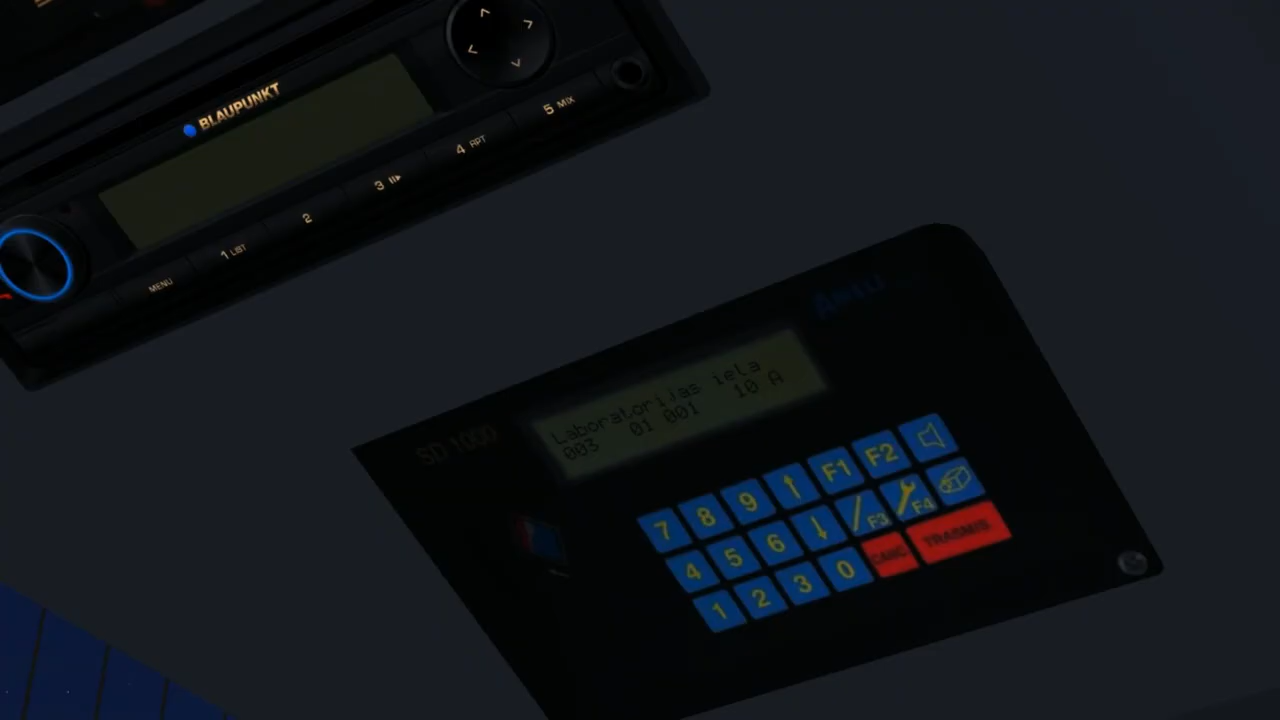 BLAUPUNKT
MENU
1 LIST
2
3
4 RPT
5 MIX
SD 1000
Laboratorijas iela
003 01 001 10 A
7 8 9 F1 F2
4 5 6 F3 F4
1 2 3 0 TRASMIS